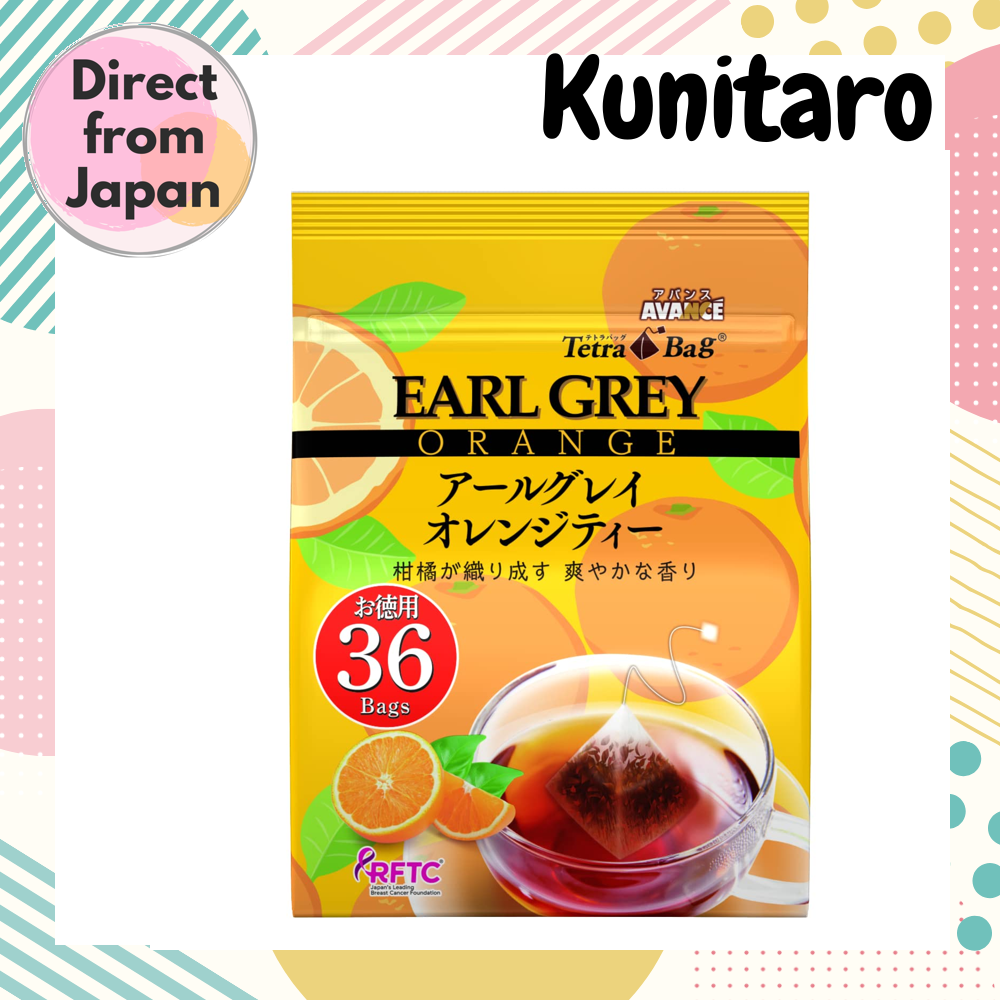 Direct
from
Japan
Kunitaro
アバンス
AVANCÉ
テトラバッグ
Tetra Bag®
EARL GREY
ORANGE
アールグレイ
オレンジティー
柑橘が織り成す 爽やかな香り
お徳用
36
Bags
RFTC®
Japan's Leading
Breast Cancer Foundation